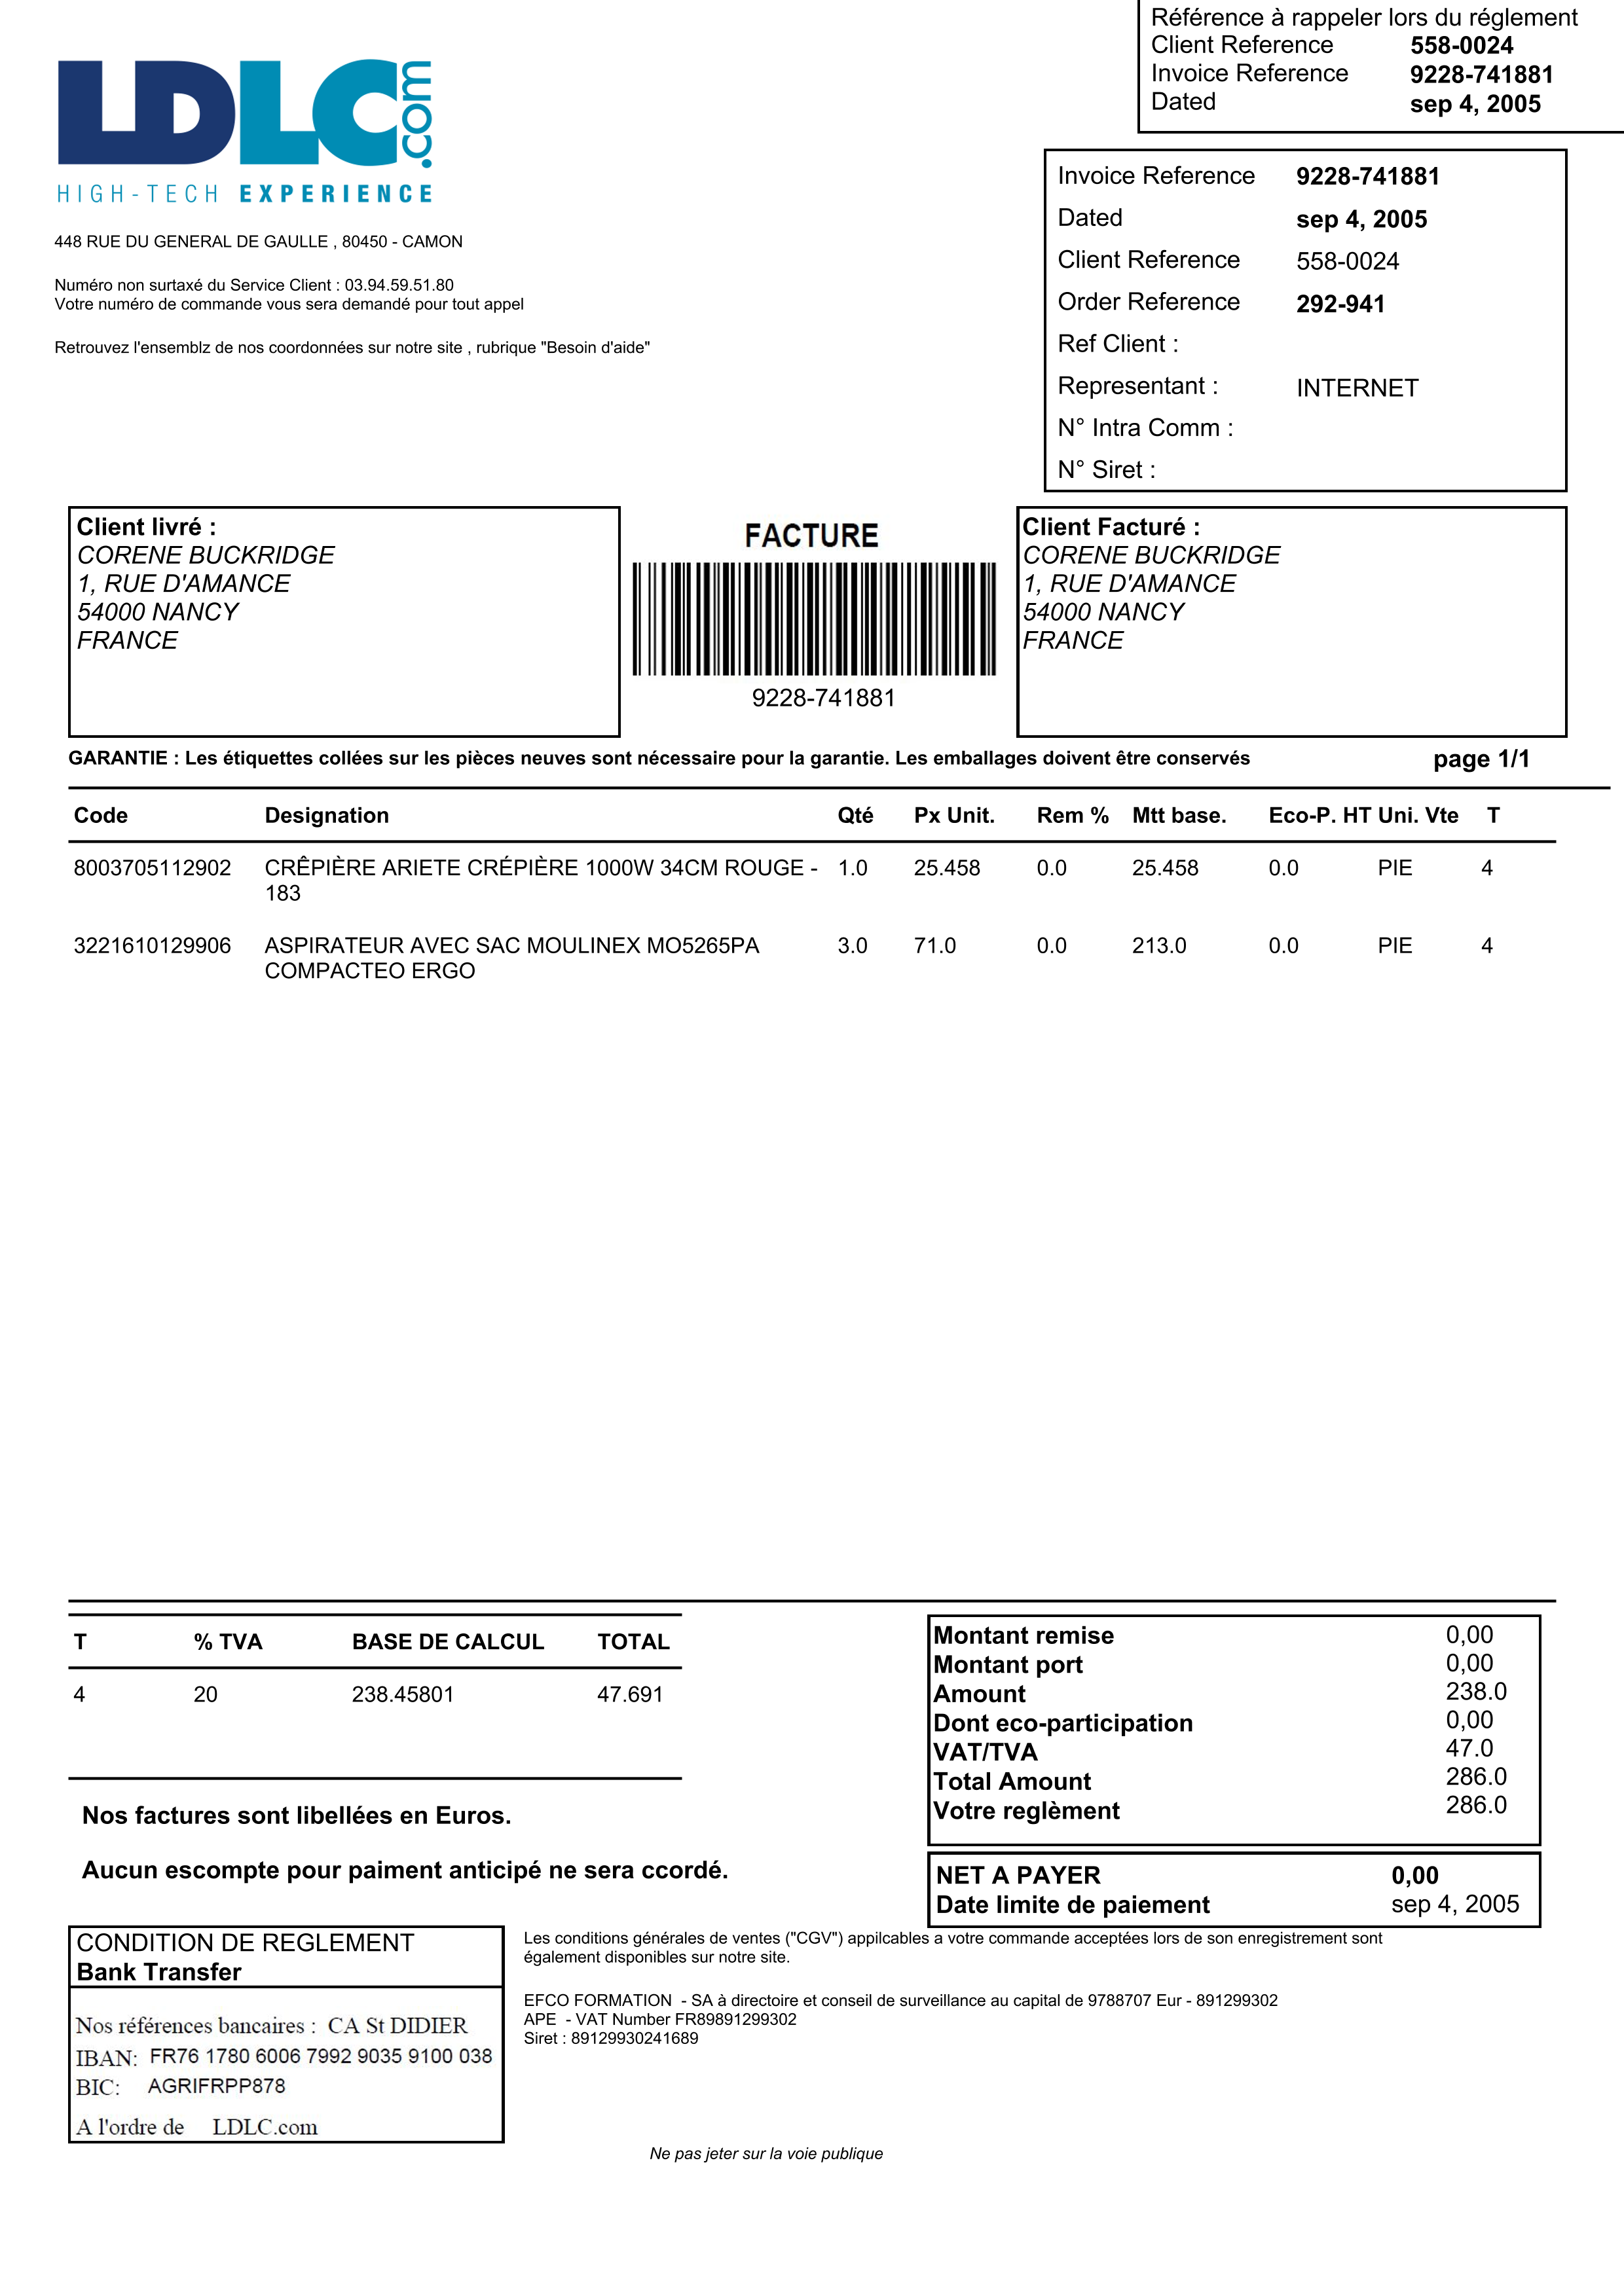 Référence à rappeler lors du réglement
Client Reference 558-0024
Invoice Reference 9228-741881
Dated sep 4, 2005
LDLC.com
HIGH-TECH EXPERIENCE
448 RUE DU GENERAL DE GAULLE , 80450 - CAMON
Numéro non surtaxé du Service Client : 03.94.59.51.80
Votre numéro de commande vous sera demandé pour tout appel
Retrouvez l'ensemblz de nos coordonnées sur notre site , rubrique "Besoin d'aide"
Invoice Reference 9228-741881
Dated sep 4, 2005
Client Reference 558-0024
Order Reference 292-941
Ref Client :
Representant : INTERNET
N° Intra Comm :
N° Siret :
Client livré :
CORENE BUCKRIDGE
1, RUE D'AMANCE
54000 NANCY
FRANCE
FACTURE
9228-741881
Client Facturé :
CORENE BUCKRIDGE
1, RUE D'AMANCE
54000 NANCY
FRANCE
GARANTIE : Les étiquettes collées sur les pièces neuves sont nécessaire pour la garantie. Les emballages doivent être conservés page 1/1
Code Designation Qté Px Unit. Rem % Mtt base. Eco-P. HT Uni. Vte T
8003705112902 CRÊPIÈRE ARIETE CRÉPIÈRE 1000W 34CM ROUGE - 1.0 25.458 0.0 25.458 0.0 PIE 4
183
3221610129906 ASPIRATEUR AVEC SAC MOULINEX MO5265PA 3.0 71.0 0.0 213.0 0.0 PIE 4
COMPACTEO ERGO
T % TVA BASE DE CALCUL TOTAL
4 20 238.45801 47.691
Montant remise 0,00
Montant port 0,00
Amount 238.0
Dont eco-participation 0,00
VAT/TVA 47.0
Total Amount 286.0
Votre reglèment 286.0
Nos factures sont libellées en Euros.
Aucun escompte pour paiment anticipé ne sera ccordé.
NET A PAYER 0,00
Date limite de paiement sep 4, 2005
CONDITION DE REGLEMENT
Bank Transfer
Nos références bancaires : CA St DIDIER
IBAN: FR76 1780 6006 7992 9035 9100 038
BIC: AGRIFRPP878
A l'ordre de LDLC.com
Les conditions générales de ventes ("CGV") appilcables a votre commande acceptées lors de son enregistrement sont
également disponibles sur notre site.
EFCO FORMATION - SA à directoire et conseil de surveillance au capital de 9788707 Eur - 891299302
APE - VAT Number FR89891299302
Siret : 89129930241689
Ne pas jeter sur la voie publique